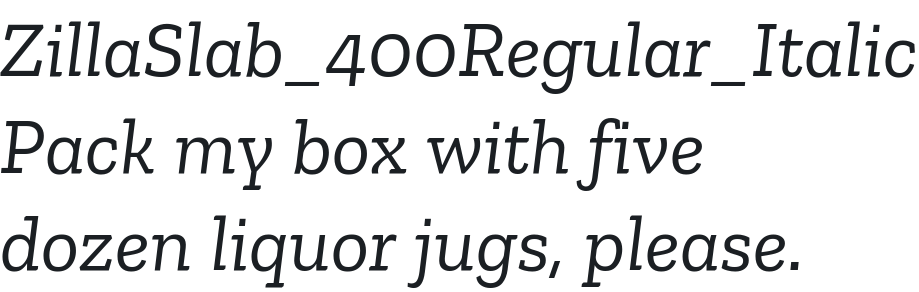 ZillaSlab_400Regular_Italic
Pack my box with five
dozen liquor jugs, please.